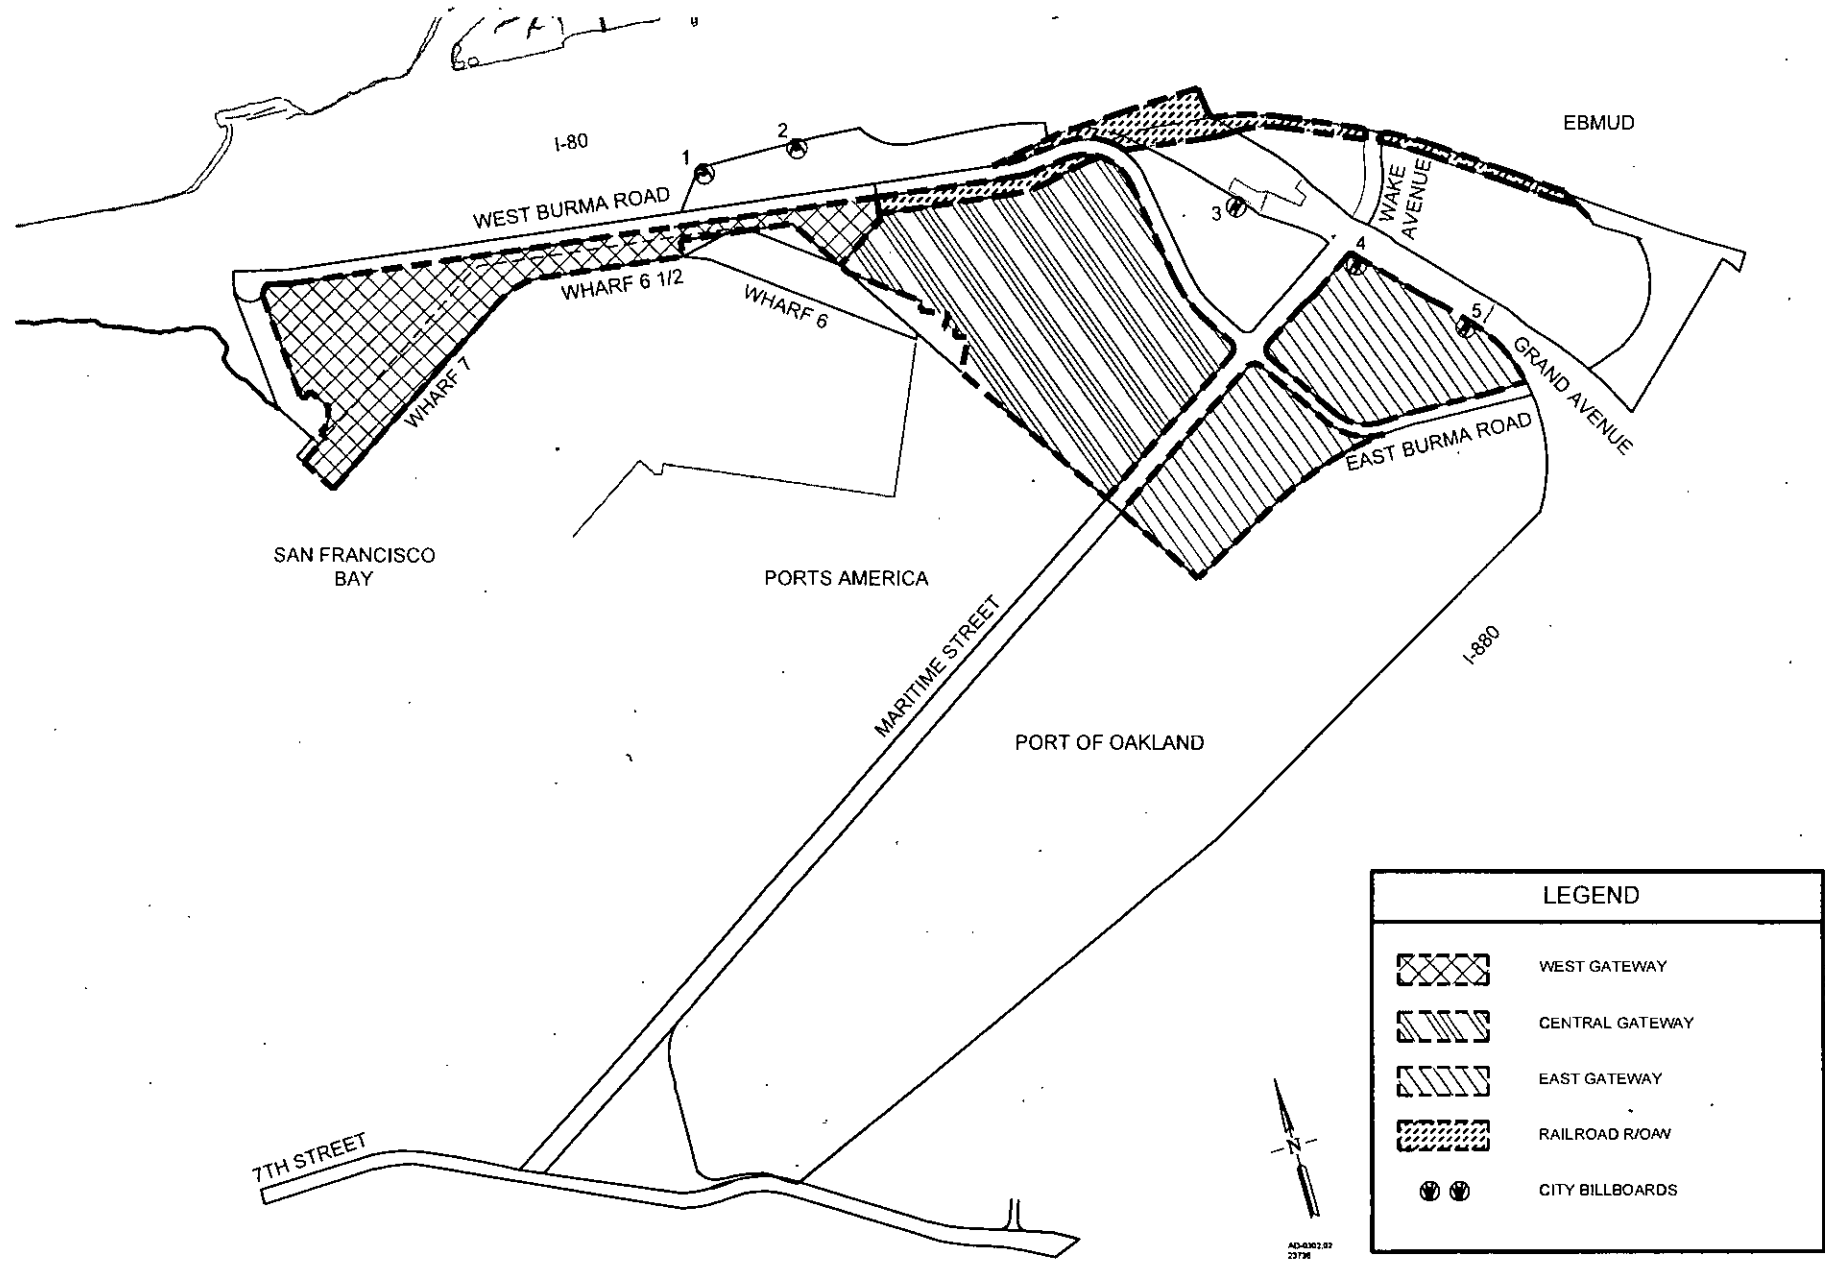 EBMUD
I-80
2
1
WEST BURMA ROAD
WAKE
AVENUE
3
4
WHARF 6 1/2
WHARF 6
5
GRAND AVENUE
WHARF 7
EAST BURMA ROAD
SAN FRANCISCO
BAY
PORTS AMERICA
MARITIME STREET
I-880
PORT OF OAKLAND
7TH STREET
N
LEGEND
WEST GATEWAY
CENTRAL GATEWAY
EAST GATEWAY
RAILROAD R/OAW
CITY BILLBOARDS
23736